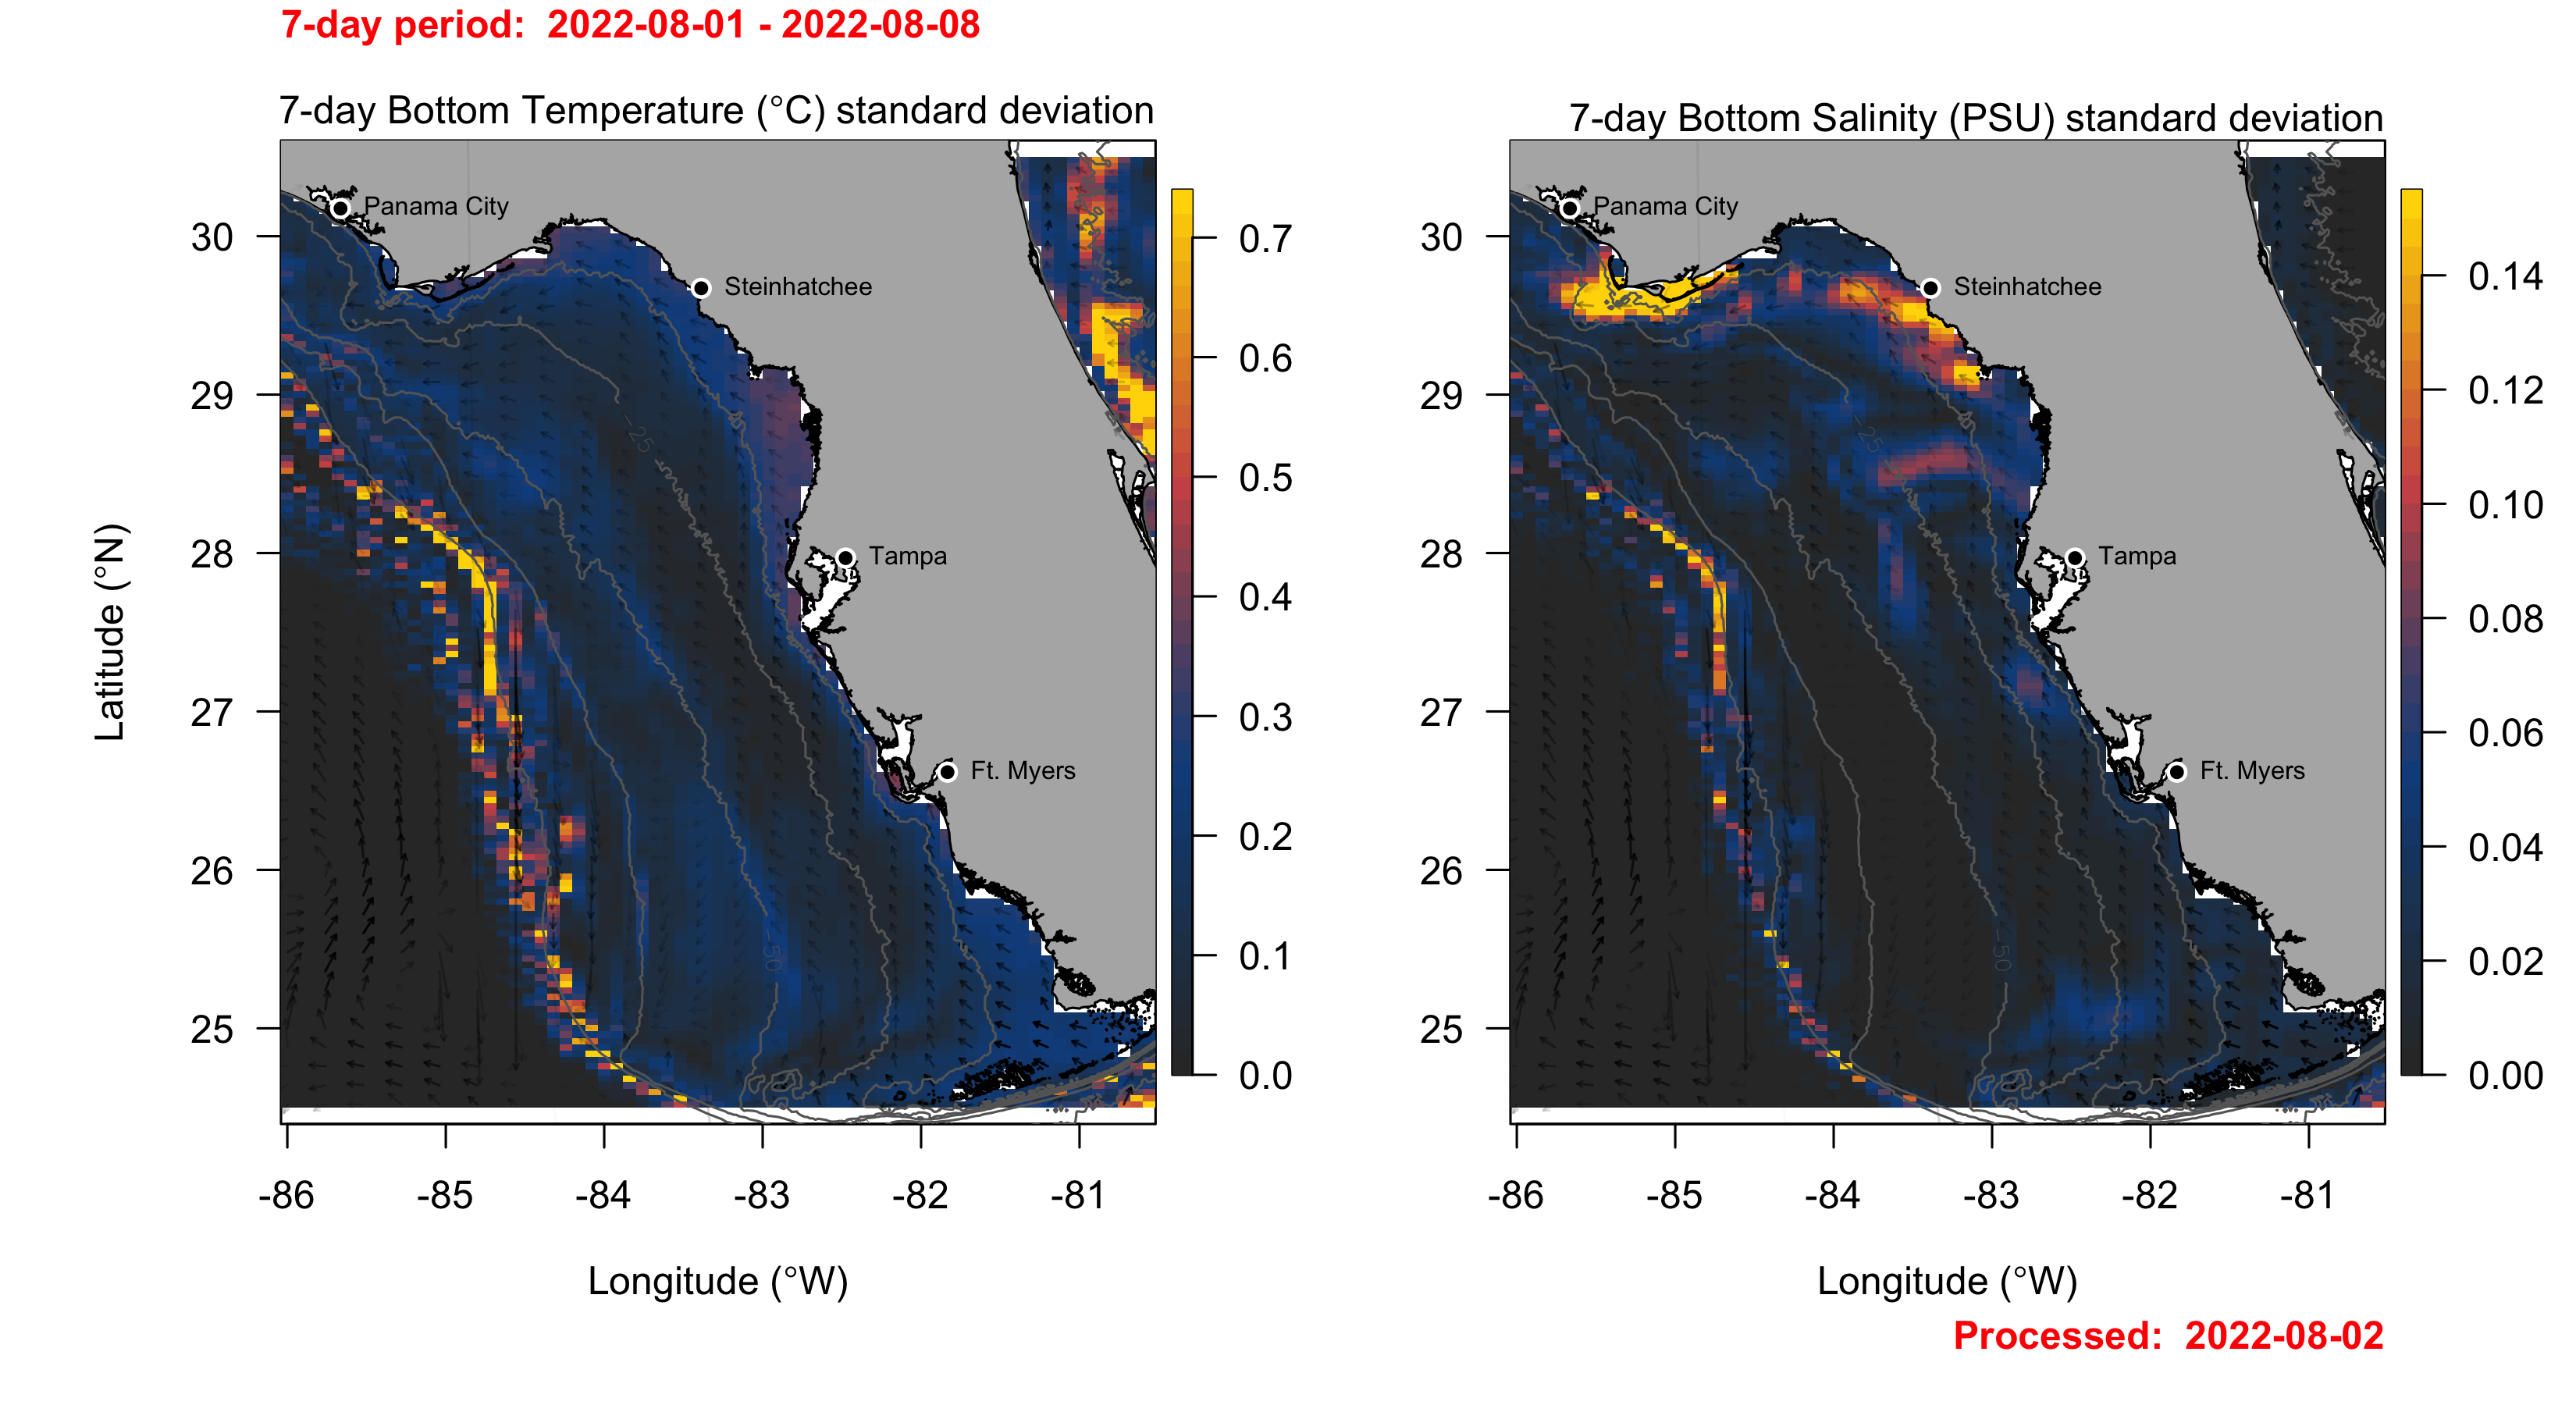 7-day period:  2022-08-01 - 2022-08-08
7-day Bottom Temperature (°C) standard deviation
Panama City
Steinhatchee
Tampa
Ft. Myers
-25
-50
30
29
28
27
26
25
Latitude (°N)
-86 -85 -84 -83 -82 -81
Longitude (°W)
0.7
0.6
0.5
0.4
0.3
0.2
0.1
0.0
7-day Bottom Salinity (PSU) standard deviation
Panama City
Steinhatchee
Tampa
Ft. Myers
-25
-50
30
29
28
27
26
25
-86 -85 -84 -83 -82 -81
Longitude (°W)
0.14
0.12
0.10
0.08
0.06
0.04
0.02
0.00
Processed:  2022-08-02